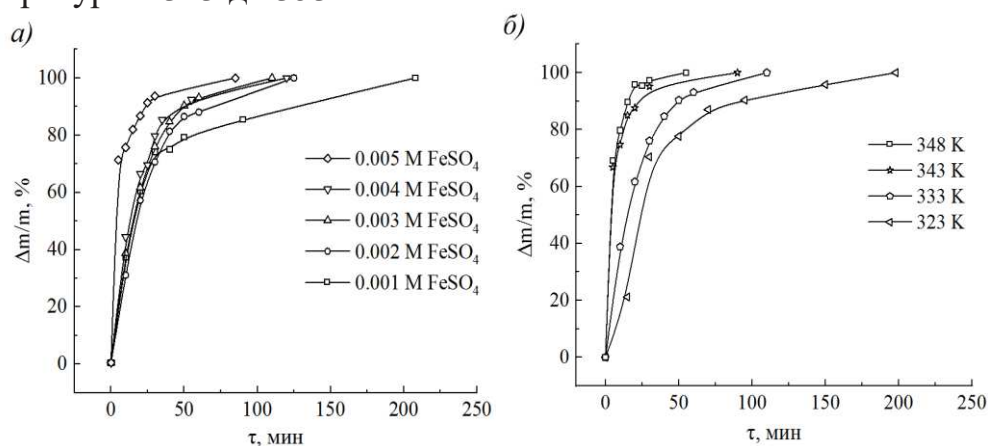 а)
100
80
60
40
20
0
Δm/m, %
0.005 M FeSO₄
0.004 M FeSO₄
0.003 M FeSO₄
0.002 M FeSO₄
0.001 M FeSO₄
0 50 100 150 200 250
τ, мин
б)
100
80
60
40
20
0
Δm/m, %
348 K
343 K
333 K
323 K
0 50 100 150 200 250
τ, мин